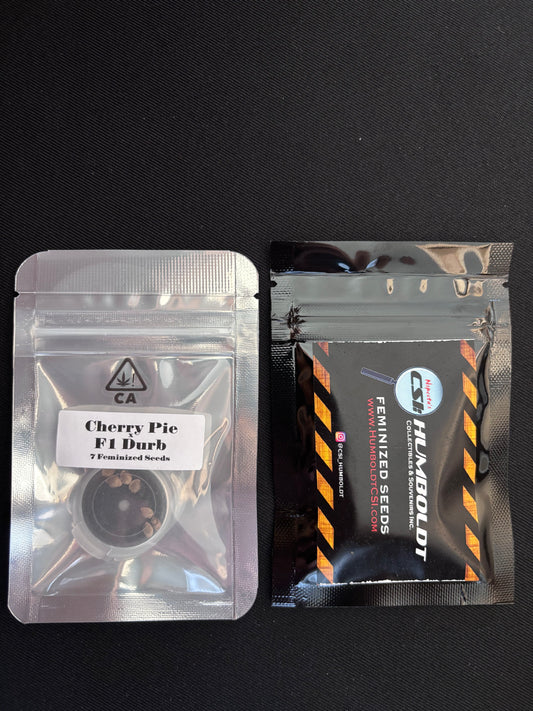 CA
Cherry Pie
x
F1 Durb
7 Feminized Seeds
Nspecta's
CSI HUMBOLDT
Collectibles & Souvenirs Inc.
FEMINIZED SEEDS
www.HumboldtCSI.com
@CSI_HUMBOLDT